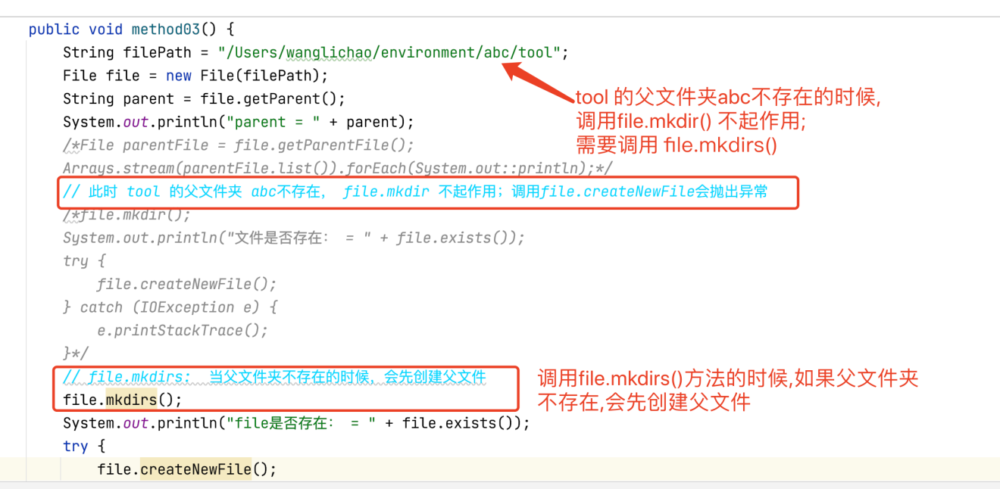 public void method03() {
String filePath = "/Users/wanglichao/environment/abc/tool";
File file = new File(filePath);
String parent = file.getParent();
System.out.println("parent = " + parent);
tool 的父文件夹abc不存在的时候,
调用file.mkdir() 不起作用;
需要调用 file.mkdirs()
/*File parentFile = file.getParentFile();
Arrays.stream(parentFile.list()).forEach(System.out::println);*/
// 此时 tool 的父文件夹 abc不存在， file.mkdir 不起作用；调用file.createNewFile会抛出异常
/*file.mkdir();
System.out.println("文件是否存在： = " + file.exists());
try {
file.createNewFile();
} catch (IOException e) {
e.printStackTrace();
}*/
// file.mkdirs： 当父文件夹不存在的时候，会先创建父文件
file.mkdirs();
调用file.mkdirs()方法的时候,如果父文件夹
不存在,会先创建父文件
System.out.println("file是否存在： = " + file.exists());
try {
file.createNewFile();